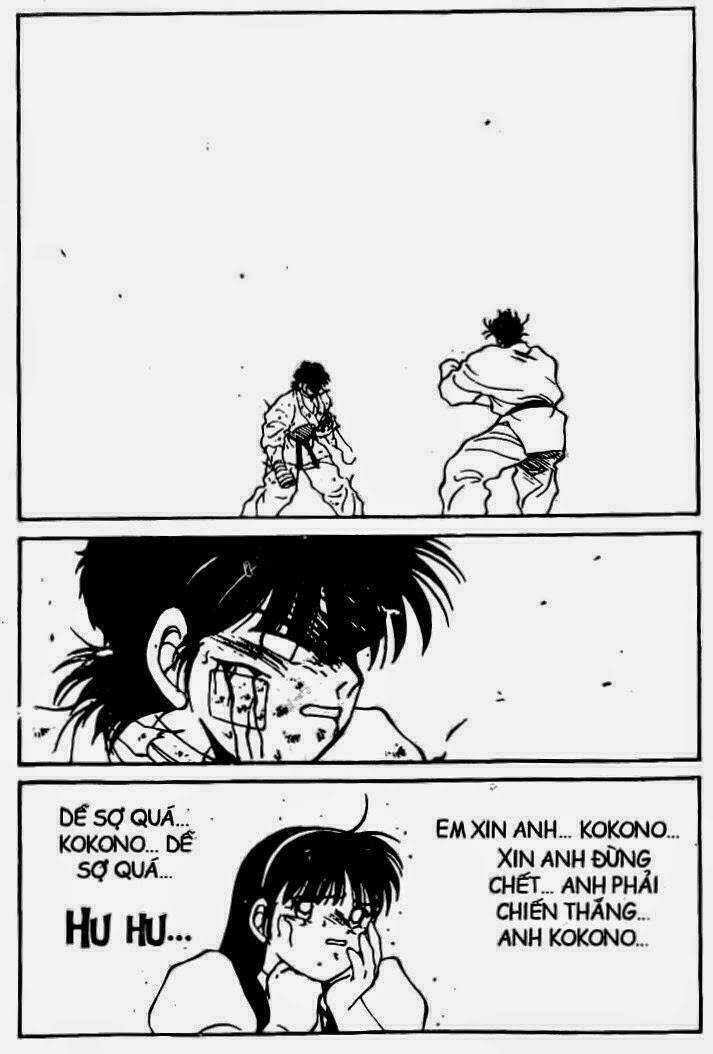 DỄ SỢ QUÁ...
KOKONO... DỄ
SỢ QUÁ...
HU HU...
EM XIN ANH... KOKONO...
XIN ANH ĐỪNG
CHẾT... ANH PHẢI
CHIẾN THẮNG...
ANH KOKONO...